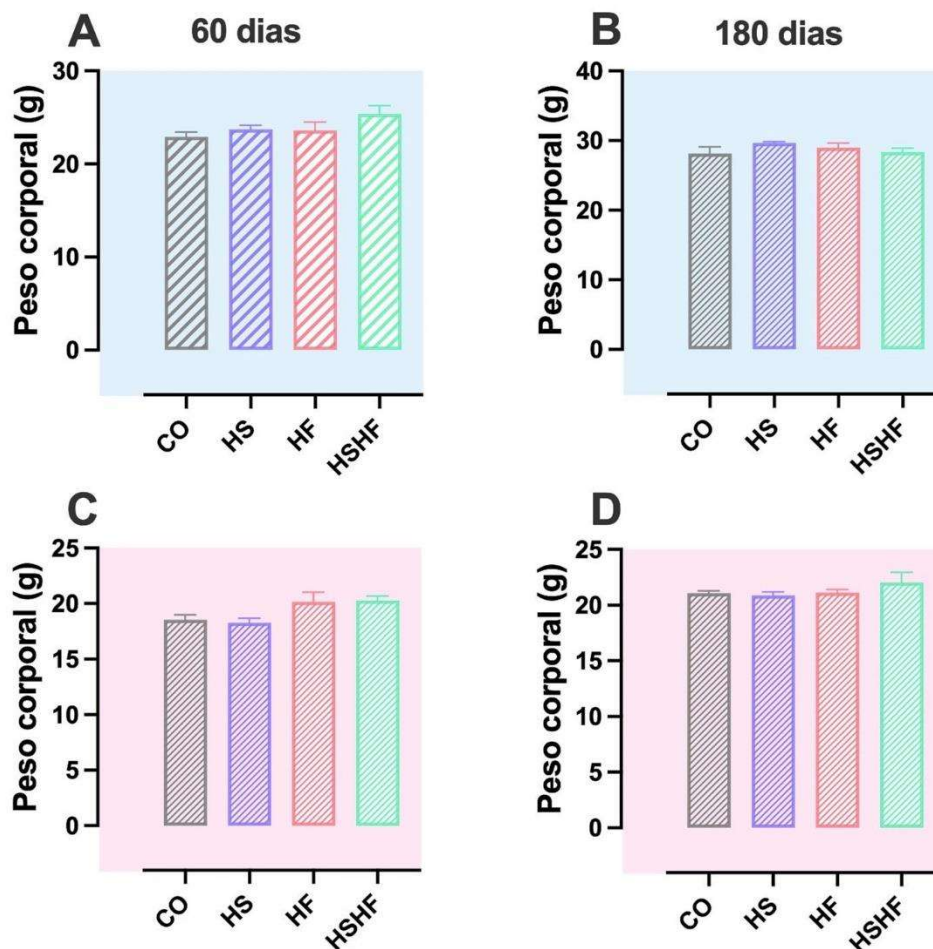 A
60 dias
Peso corporal (g)
30
20
10
0
CO
HS
HF
HSHF
B
180 dias
Peso corporal (g)
40
30
20
10
0
CO
HS
HF
HSHF
C
Peso corporal (g)
25
20
15
10
5
0
CO
HS
HF
HSHF
D
Peso corporal (g)
25
20
15
10
5
0
CO
HS
HF
HSHF